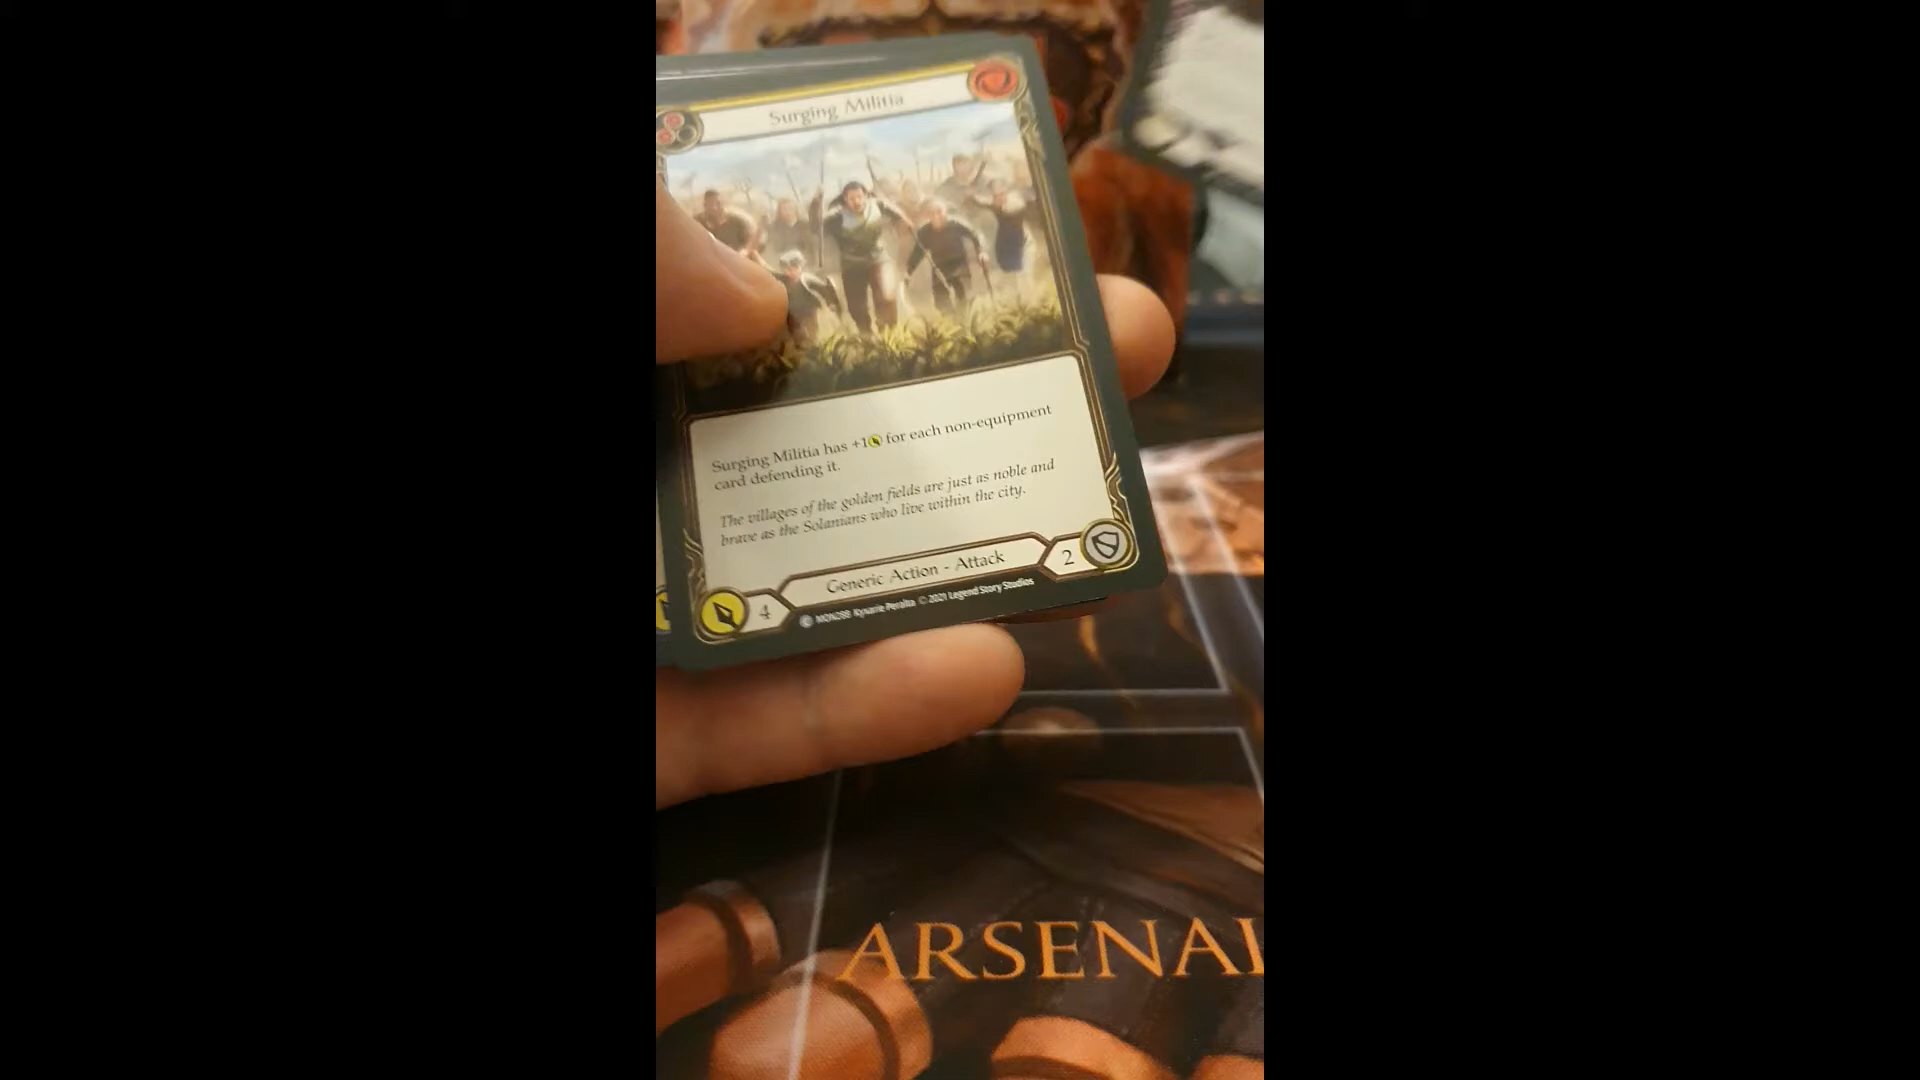 Surging Militia
Surging Militia has +1 for each non-equipment
card defending it.
The villages of the golden fields are just as noble and
brave as the Solanians who live within the city.
Generic Action - Attack
2
4
Kyxarie Peralta © 2021 Legend Story Studios
ARSENAL